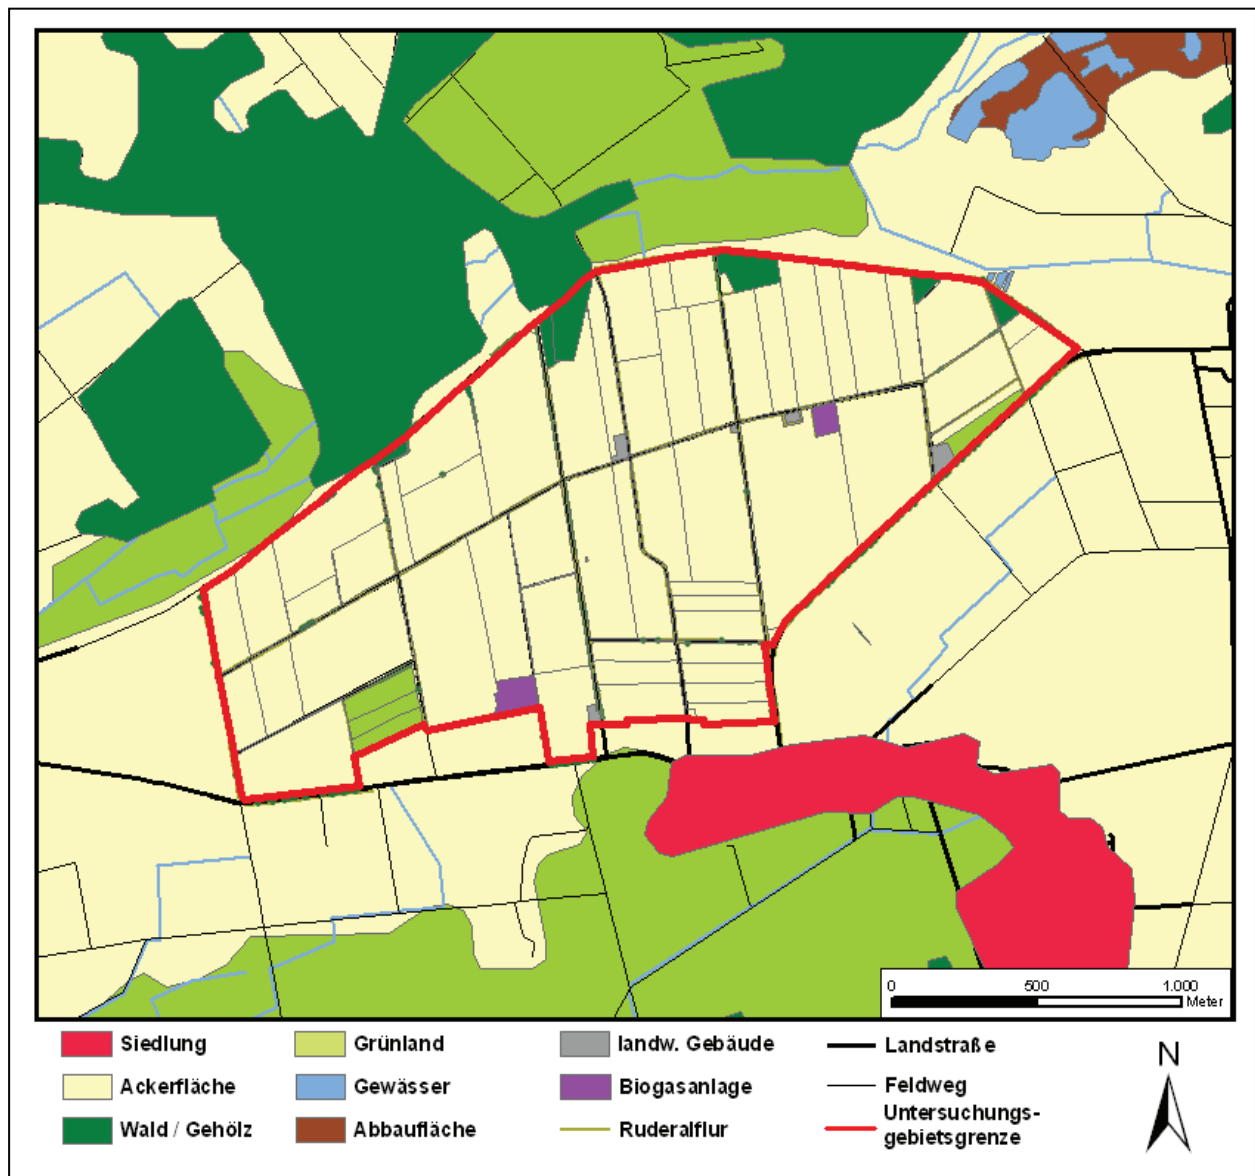 0 500 1.000
Meter
Siedlung
Ackerfläche
Wald / Gehölz
Grünland
Gewässer
Abbaufläche
landw. Gebäude
Biogasanlage
Ruderalflur
Landstraße
Feldweg
Untersuchungs-
gebietsgrenze
N